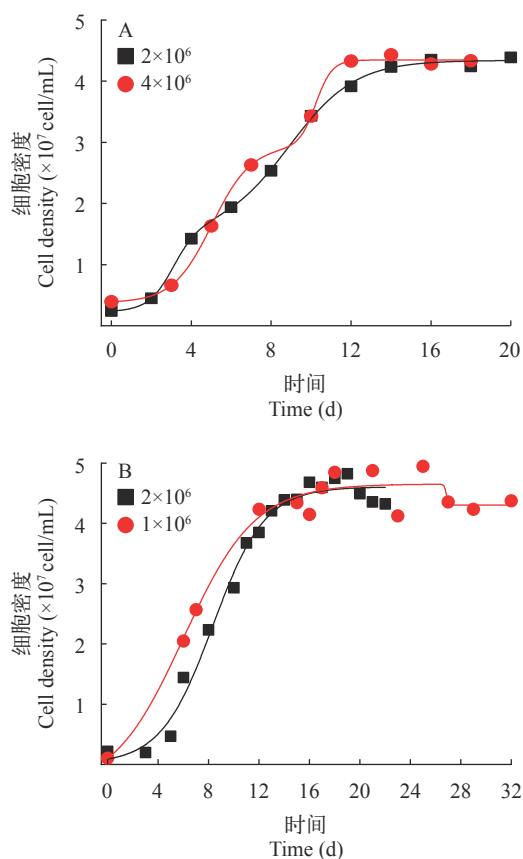 A
2×10⁶
4×10⁶
5
4
3
2
1
细胞密度
Cell density (×10⁷ cell/mL)
0 4 8 12 16 20
时间
Time (d)
B
2×10⁶
1×10⁶
5
4
3
2
1
细胞密度
Cell density (×10⁷ cell/mL)
0 4 8 12 16 20 24 28 32
时间
Time (d)